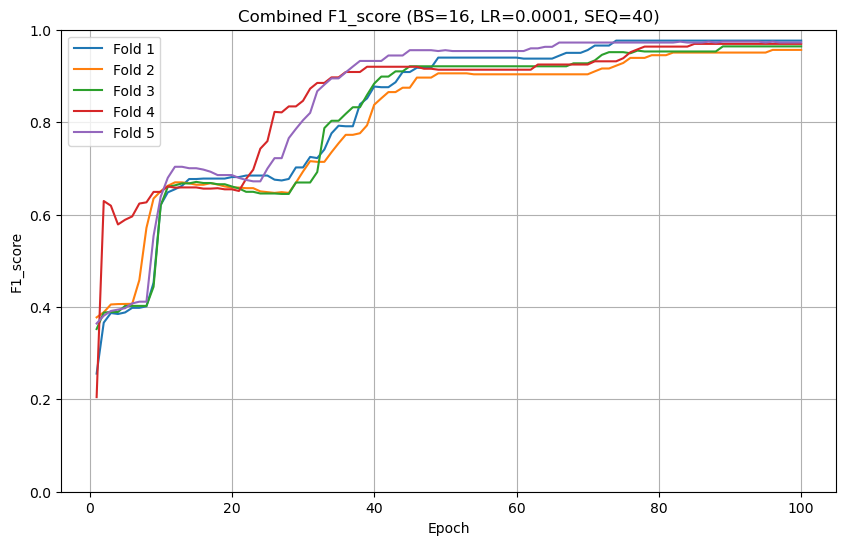 Combined F1_score (BS=16, LR=0.0001, SEQ=40)
Fold 1
Fold 2
Fold 3
Fold 4
Fold 5
F1_score
1.0
0.8
0.6
0.4
0.2
0.0
0 20 40 60 80 100
Epoch